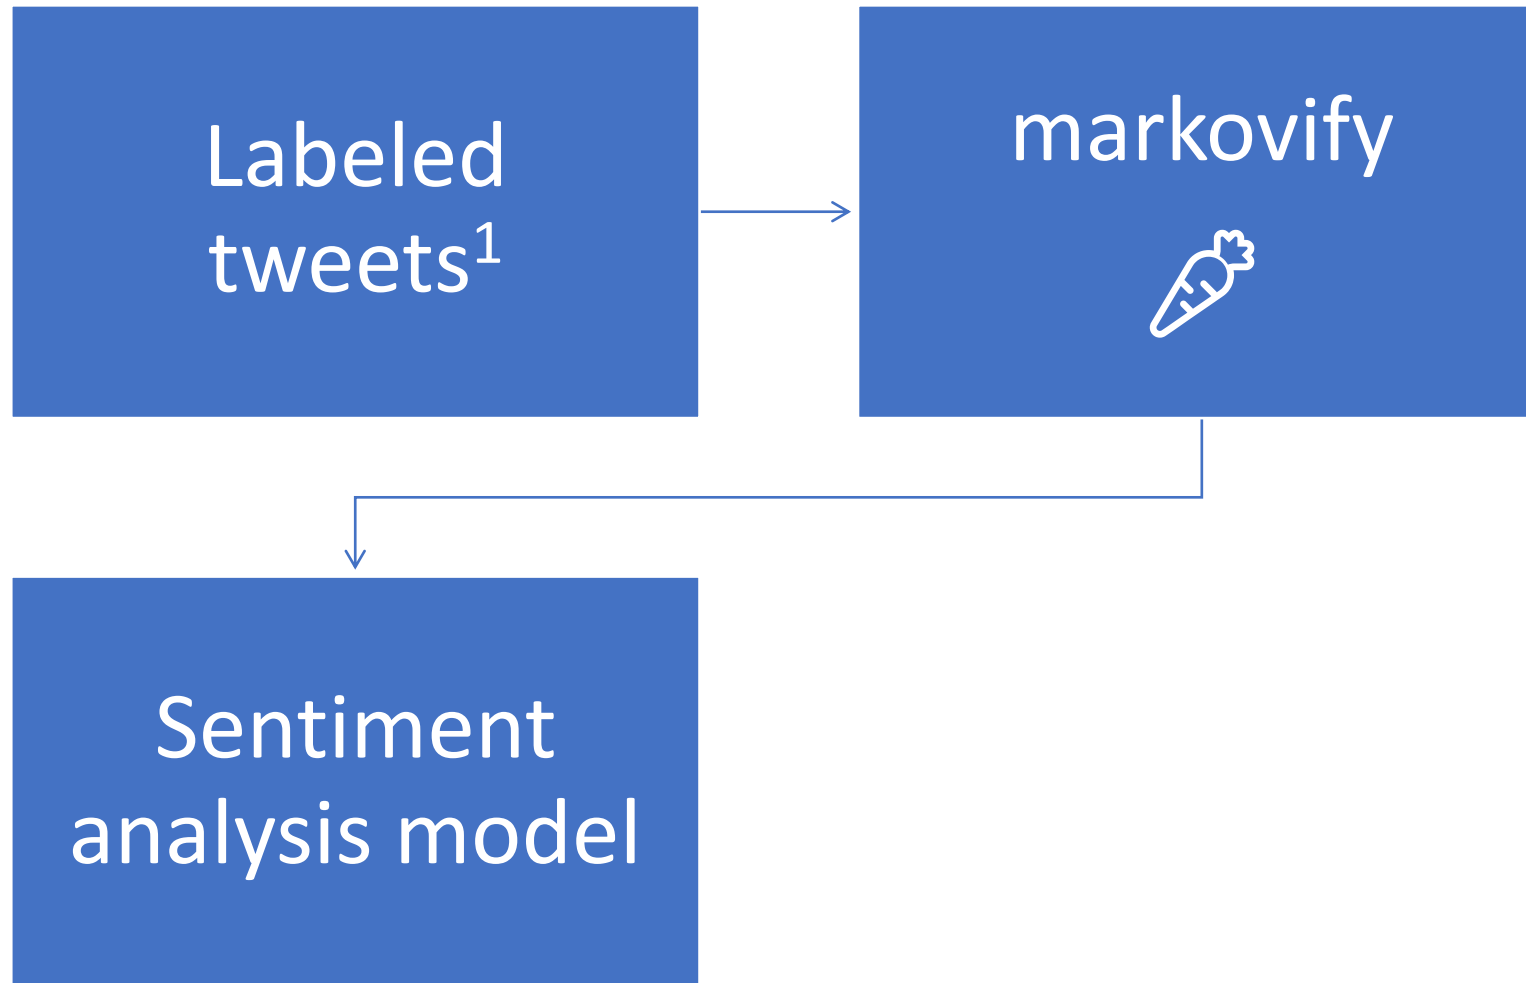 Labeled
tweets¹
markovify
Sentiment
analysis model